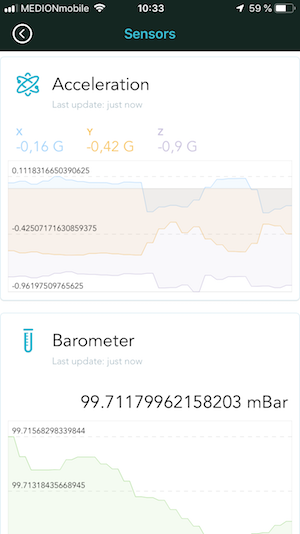 MEDIONmobile 10:33 59 %
Sensors
Acceleration
Last update: just now
X Y Z
-0,16 G -0,42 G -0,9 G
0.1118316650390625
-0.42507171630859375
-0.96197509765625
Barometer
Last update: just now
99.71179962158203 mBar
99.71568298339844
99.71318435668945